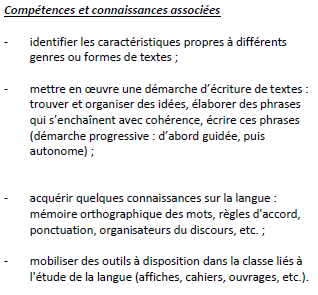 Compétences et connaissances associées
- identifier les caractéristiques propres à différents
genres ou formes de textes ;
- mettre en œuvre une démarche d’écriture de textes :
trouver et organiser des idées, élaborer des phrases
qui s’enchaînent avec cohérence, écrire ces phrases
(démarche progressive : d’abord guidée, puis
autonome) ;
- acquérir quelques connaissances sur la langue :
mémoire orthographique des mots, règles d'accord,
ponctuation, organisateurs du discours, etc. ;
- mobiliser des outils à disposition dans la classe liés à
l'étude de la langue (affiches, cahiers, ouvrages, etc.).